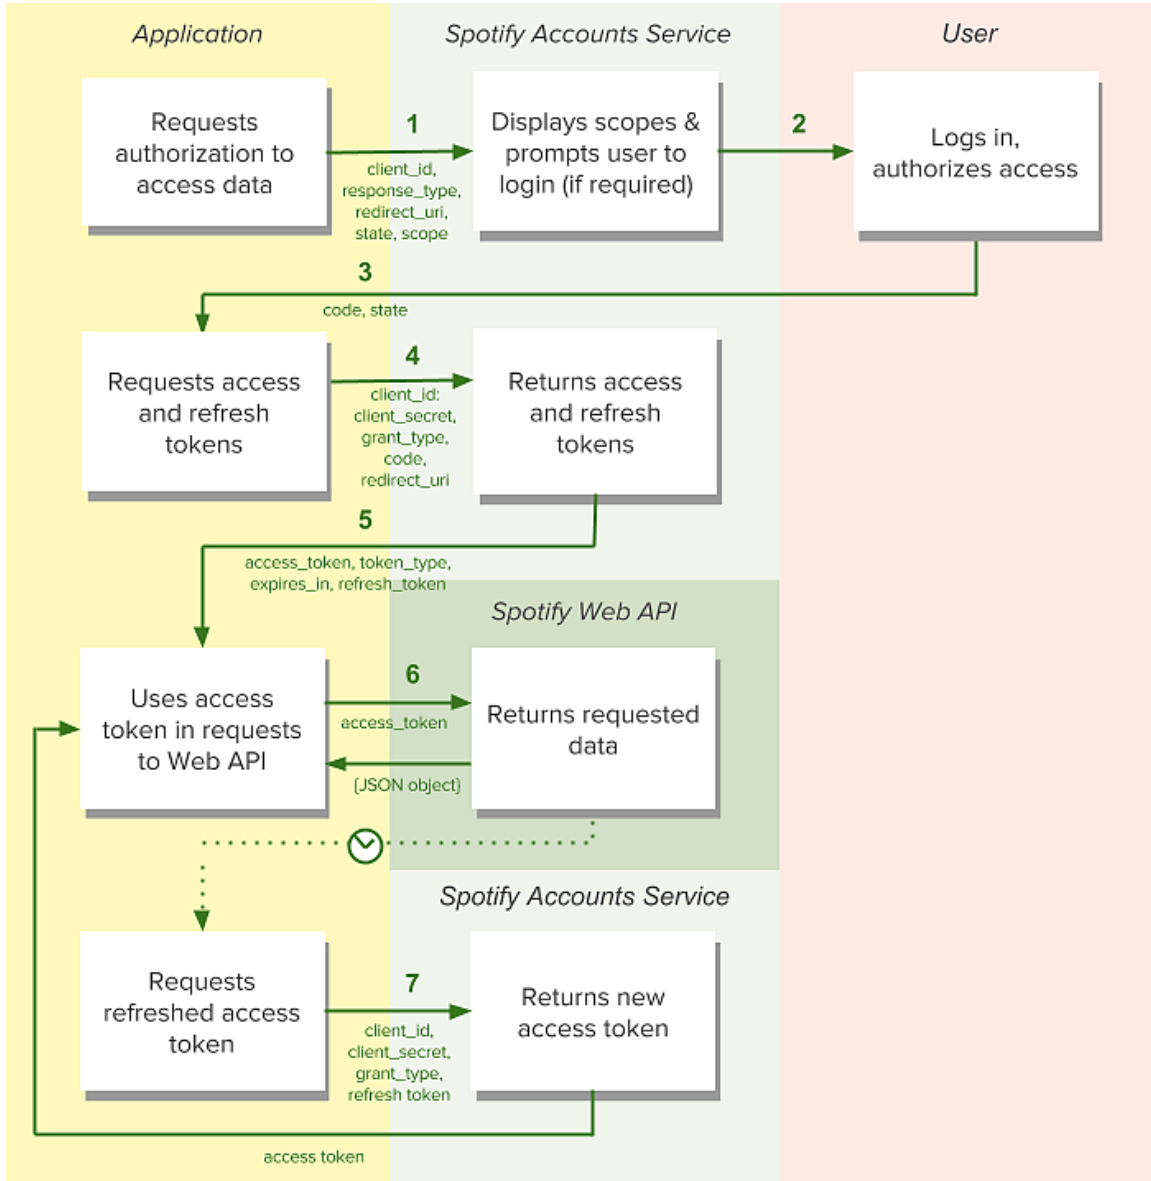 Application
Spotify Accounts Service
User
Requests
authorization to
access data
1
client_id,
response_type,
redirect_uri,
state, scope
Displays scopes &
prompts user to
login (if required)
2
Logs in,
authorizes access
3
code, state
Requests access
and refresh
tokens
4
client_id:
client_secret,
grant_type,
code,
redirect_uri
Returns access
and refresh
tokens
5
access_token, token_type,
expires_in, refresh_token
Spotify Web API
Uses access
token in requests
to Web API
6
access_token
{JSON object}
Returns requested
data
Spotify Accounts Service
Requests
refreshed access
token
7
client_id,
client_secret,
grant_type,
refresh token
Returns new
access token
access token